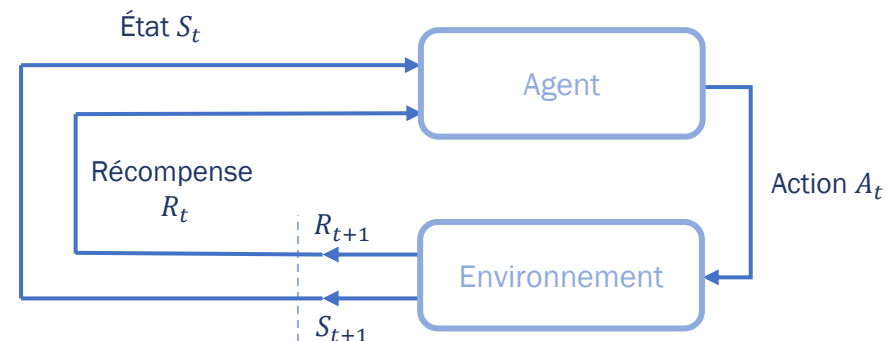 État S_t
Agent
Récompense
R_t
Action A_t
R_{t+1}
Environnement
S_{t+1}